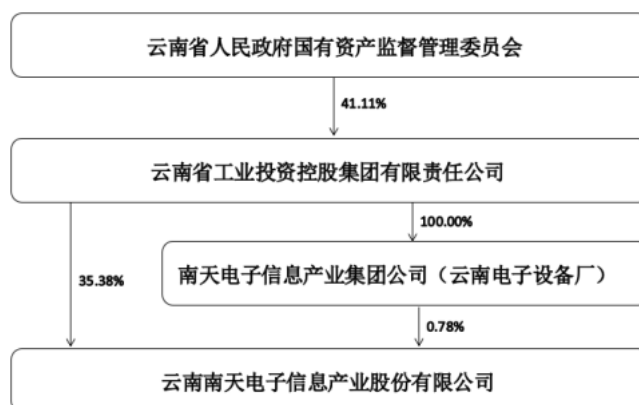 云南省人民政府国有资产监督管理委员会
41.11%
云南省工业投资控股集团有限责任公司
100.00%
南天电子信息产业集团公司（云南电子设备厂）
35.38%
0.78%
云南南天电子信息产业股份有限公司